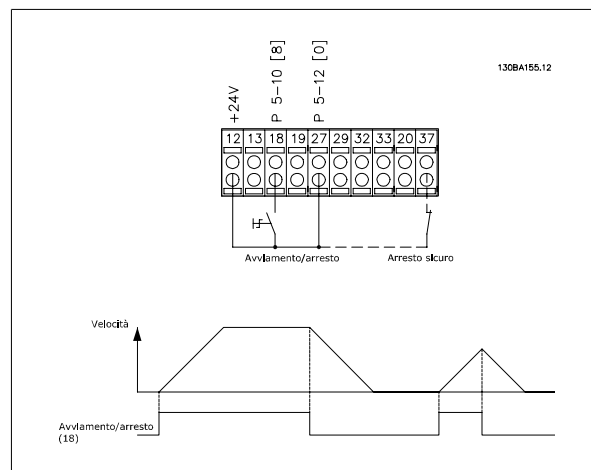 130BA155.12
+24V
P 5-10 [8]
P 5-12 [0]
12 13 18 19 27 29 32 33 20 37
Avviamento/arresto
Arresto sicuro
Velocità
Avviamento/arresto
(18)